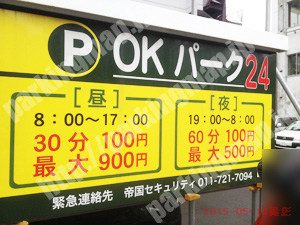 P OKパーク24
[昼]
8:00〜17:00
30分 100円
最大 900円
[夜]
19:00〜8:00
60分 100円
最大 500円
緊急連絡先 帝国セキュリティ 011-721-7094